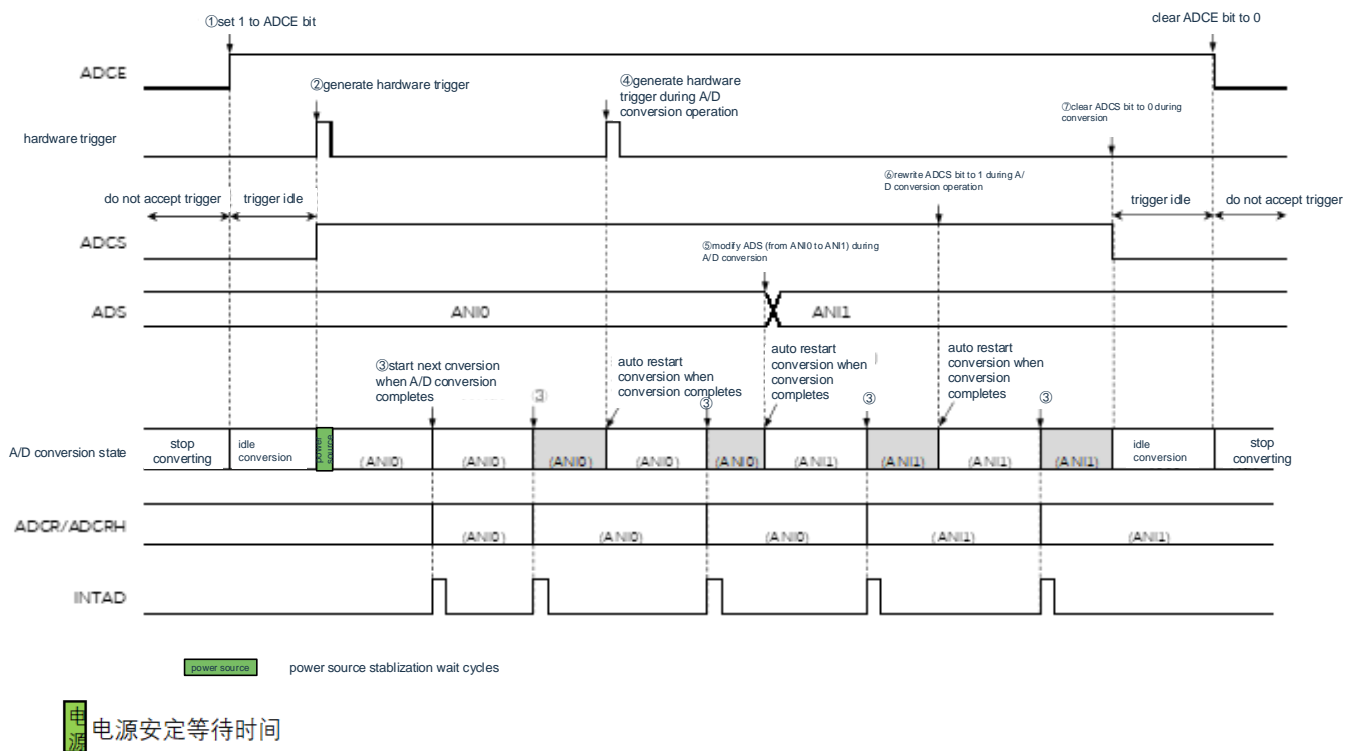 ①set 1 to ADCE bit
clear ADCE bit to 0
ADCE
②generate hardware trigger
④generate hardware
trigger during A/D
conversion operation
⑦clear ADCS bit to 0 during
conversion
hardware trigger
⑥rewrite ADCS bit to 1 during A/
D conversion operation
do not accept trigger
trigger idle
trigger idle
do not accept trigger
ADCS
⑤modify ADS (from ANI0 to ANI1) during
A/D conversion
ADS
ANI0
ANI1
③start next cnversion
when A/D conversion
completes
③
auto restart
conversion when
conversion completes
③
auto restart
conversion when
conversion
completes
③
auto restart
conversion when
conversion
completes
③
A/D conversion state
stop
converting
idle
conversion
power
source
(ANI0)
(ANI0)
(ANI0)
(ANI0)
(ANI0)
(ANI1)
(ANI1)
(ANI1)
(ANI1)
idle
conversion
stop
converting
ADCR/ADCRH
(ANI0)
(ANI0)
(ANI0)
(ANI1)
(ANI1)
INTAD
power source
power source stablization wait cycles
电源
电源安定等待时间